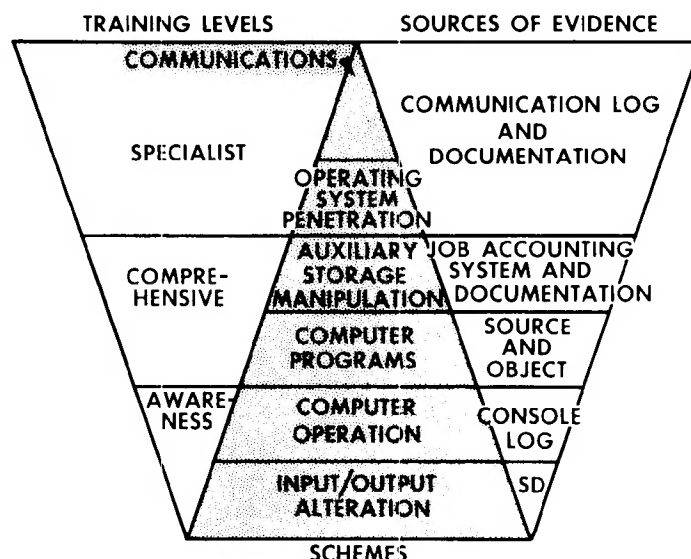 TRAINING LEVELS
SOURCES OF EVIDENCE
COMMUNICATIONS
SPECIALIST
COMMUNICATION LOG
AND
DOCUMENTATION
OPERATING
SYSTEM
PENETRATION
COMPRE-
HENSIVE
AUXILIARY
STORAGE
MANIPULATION
JOB ACCOUNTING
SYSTEM AND
DOCUMENTATION
COMPUTER
PROGRAMS
SOURCE
AND
OBJECT
AWARE-
NESS
COMPUTER
OPERATION
CONSOLE
LOG
INPUT/OUTPUT
ALTERATION
SD
SCHEMES